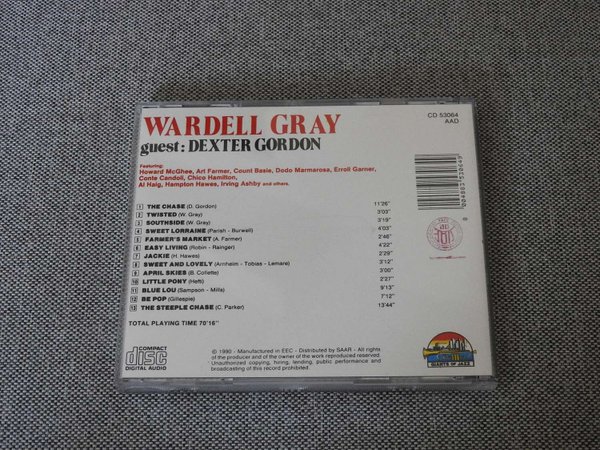 WARDELL GRAY
guest: DEXTER GORDON
CD 53064
AAD
Featuring:
Howard McGhee, Art Farmer, Count Basie, Dodo Marmarosa, Erroll Garner,
Conte Candoli, Chico Hamilton,
Al Haig, Hampton Hawes, Irving Ashby and others.
1 THE CHASE (D. Gordon) 11'26"
2 TWISTED (W. Gray) 3'03"
3 SOUTHSIDE (W. Gray) 3'19"
4 SWEET LORRAINE (Parish - Burwell) 4'03"
5 FARMER'S MARKET (A. Farmer) 2'46"
6 EASY LIVING (Robin - Rainger) 4'22"
7 JACKIE (H. Hawes) 2'29"
8 SWEET AND LOVELY (Arnheim - Tobias - Lemare) 3'12"
9 APRIL SKIES (B. Collette) 3'00"
10 LITTLE PONY (Hefti) 2'27"
11 BLUE LOU (Sampson - Mills) 9'13"
12 BE POP (Gillespie) 7'12"
13 THE STEEPLE CHASE (C. Parker) 13'44"
TOTAL PLAYING TIME 70'16"
COMPACT
disc
DIGITAL AUDIO
℗ 1990 - Manufactured in EEC - Distributed by SAAR - All rights
of the producer and of the owner of the work reproduced reserved.
Unauthorized copying, hiring, lending, public performance and
broadcasting of this record prohibited
GIANTS OF JAZZ